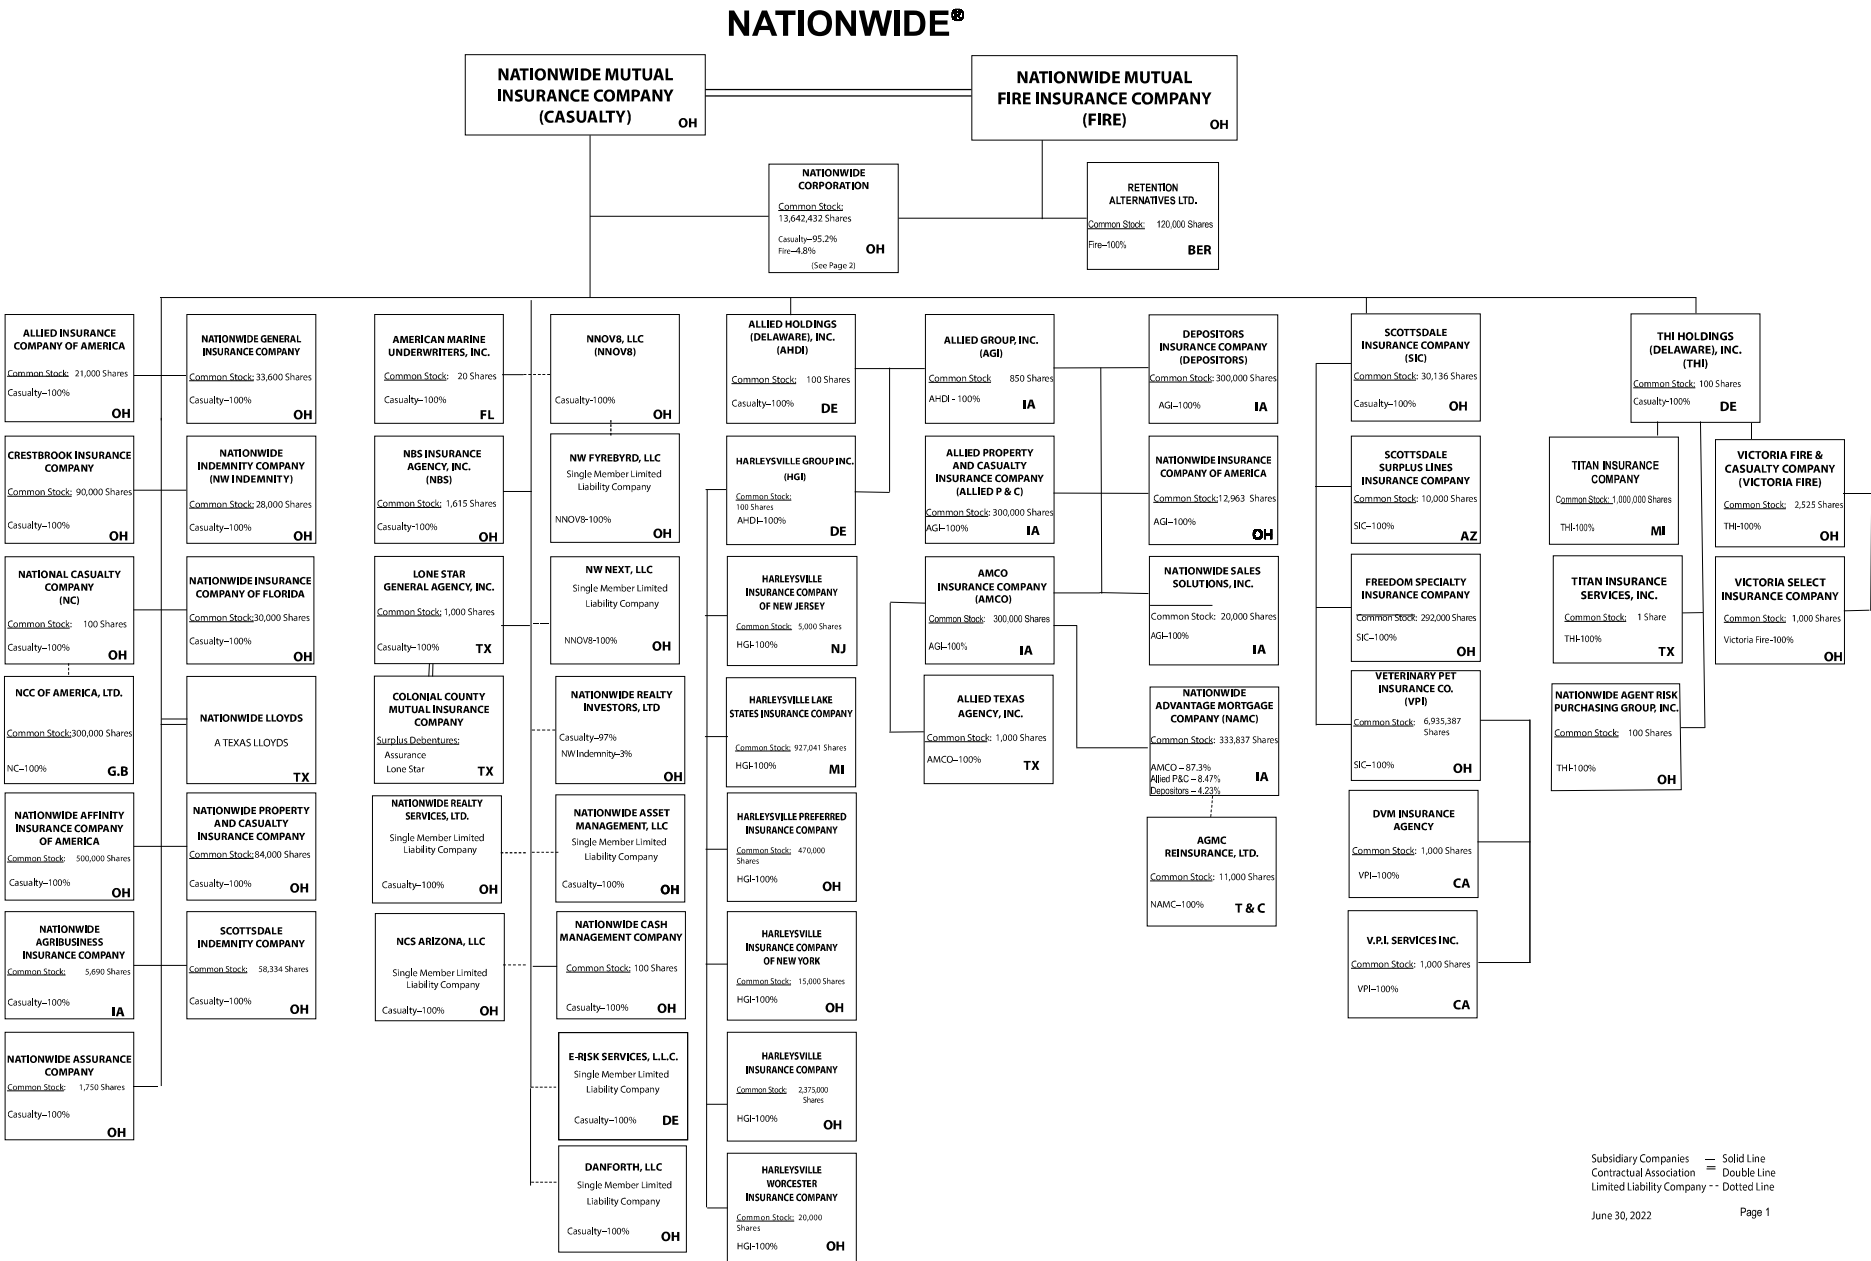 NATIONWIDE®
NATIONWIDE MUTUAL
INSURANCE COMPANY
(CASUALTY)
OH
NATIONWIDE MUTUAL
FIRE INSURANCE COMPANY
(FIRE)
OH
NATIONWIDE
CORPORATION
Common Stock:
13,642,432 Shares
Casualty–95.2%
Fire–4.8%
OH
(See Page 2)
RETENTION
ALTERNATIVES LTD.
Common Stock: 120,000 Shares
Fire–100%
BER
ALLIED INSURANCE
COMPANY OF AMERICA
Common Stock: 21,000 Shares
Casualty–100%
OH
CRESTBROOK INSURANCE
COMPANY
Common Stock: 90,000 Shares
Casualty–100%
OH
NATIONAL CASUALTY
COMPANY
(NC)
Common Stock: 100 Shares
Casualty–100%
OH
NCC OF AMERICA, LTD.
Common Stock:300,000 Shares
NC–100%
G.B
NATIONWIDE AFFINITY
INSURANCE COMPANY
OF AMERICA
Common Stock: 500,000 Shares
Casualty–100%
OH
NATIONWIDE
AGRIBUSINESS
INSURANCE COMPANY
Common Stock: 5,690 Shares
Casualty–100%
IA
NATIONWIDE ASSURANCE
COMPANY
Common Stock: 1,750 Shares
Casualty–100%
OH
NATIONWIDE GENERAL
INSURANCE COMPANY
Common Stock: 33,600 Shares
Casualty–100%
OH
NATIONWIDE
INDEMNITY COMPANY
(NW INDEMNITY)
Common Stock: 28,000 Shares
Casualty–100%
OH
NATIONWIDE INSURANCE
COMPANY OF FLORIDA
Common Stock:30,000 Shares
Casualty–100%
OH
NATIONWIDE LLOYDS
A TEXAS LLOYDS
TX
NATIONWIDE PROPERTY
AND CASUALTY
INSURANCE COMPANY
Common Stock:84,000 Shares
Casualty–100%
OH
SCOTTSDALE
INDEMNITY COMPANY
Common Stock: 58,334 Shares
Casualty–100%
OH
AMERICAN MARINE
UNDERWRITERS, INC.
Common Stock: 20 Shares
Casualty–100%
FL
NBS INSURANCE
AGENCY, INC.
(NBS)
Common Stock: 1,615 Shares
Casualty–100%
OH
LONE STAR
GENERAL AGENCY, INC.
Common Stock: 1,000 Shares
Casualty–100%
TX
COLONIAL COUNTY
MUTUAL INSURANCE
COMPANY
Surplus Debentures:
Assurance
Lone Star
TX
NATIONWIDE REALTY
SERVICES, LTD.
Single Member Limited
Liability Company
Casualty–100%
OH
NCS ARIZONA, LLC
Single Member Limited
Liability Company
Casualty–100%
OH
NNOV8, LLC
(NNOV8)
Casualty-100%
OH
NW FYREBYRD, LLC
Single Member Limited
Liability Company
NNOV8-100%
OH
NW NEXT, LLC
Single Member Limited
Liability Company
NNOV8-100%
OH
NATIONWIDE REALTY
INVESTORS, LTD
Casualty–97%
NW Indemnity–3%
OH
NATIONWIDE ASSET
MANAGEMENT, LLC
Single Member Limited
Liability Company
Casualty–100%
OH
NATIONWIDE CASH
MANAGEMENT COMPANY
Common Stock: 100 Shares
Casualty–100%
OH
E-RISK SERVICES, L.L.C.
Single Member Limited
Liability Company
Casualty–100%
DE
DANFORTH, LLC
Single Member Limited
Liability Company
Casualty–100%
OH
ALLIED HOLDINGS
(DELAWARE), INC.
(AHDI)
Common Stock: 100 Shares
Casualty–100%
DE
HARLEYSVILLE GROUP INC.
(HGI)
Common Stock:
100 Shares
AHDI–100%
DE
HARLEYSVILLE
INSURANCE COMPANY
OF NEW JERSEY
Common Stock: 5,000 Shares
HGI-100%
NJ
HARLEYSVILLE LAKE
STATES INSURANCE COMPANY
Common Stock: 927,041 Shares
HGI-100%
MI
HARLEYSVILLE PREFERRED
INSURANCE COMPANY
Common Stock: 470,000
Shares
HGI-100%
OH
HARLEYSVILLE
INSURANCE COMPANY
OF NEW YORK
Common Stock: 15,000 Shares
HGI-100%
OH
HARLEYSVILLE
INSURANCE COMPANY
Common Stock: 2,375,000
Shares
HGI-100%
OH
HARLEYSVILLE
WORCESTER
INSURANCE COMPANY
Common Stock: 20,000
Shares
HGI-100%
OH
ALLIED GROUP, INC.
(AGI)
Common Stock 850 Shares
AHDI - 100%
IA
ALLIED PROPERTY
AND CASUALTY
INSURANCE COMPANY
(ALLIED P & C)
Common Stock: 300,000 Shares
AGI–100%
IA
AMCO
INSURANCE COMPANY
(AMCO)
Common Stock: 300,000 Shares
AGI–100%
IA
ALLIED TEXAS
AGENCY, INC.
Common Stock: 1,000 Shares
AMCO–100%
TX
DEPOSITORS
INSURANCE COMPANY
(DEPOSITORS)
Common Stock: 300,000 Shares
AGI–100%
IA
NATIONWIDE INSURANCE
COMPANY OF AMERICA
Common Stock:12,963 Shares
AGI–100%
OH
NATIONWIDE SALES
SOLUTIONS, INC.
Common Stock: 20,000 Shares
AGI–100%
IA
NATIONWIDE
ADVANTAGE MORTGAGE
COMPANY (NAMC)
Common Stock: 333,837 Shares
AMCO – 87.3%
Allied P&C – 8.47%
Depositors – 4.23%
IA
AGMC
REINSURANCE, LTD.
Common Stock: 11,000 Shares
NAMC–100%
T & C
SCOTTSDALE
INSURANCE COMPANY
(SIC)
Common Stock: 30,136 Shares
Casualty–100%
OH
SCOTTSDALE
SURPLUS LINES
INSURANCE COMPANY
Common Stock: 10,000 Shares
SIC–100%
AZ
FREEDOM SPECIALTY
INSURANCE COMPANY
Common Stock: 292,000 Shares
SIC–100%
OH
VETERINARY PET
INSURANCE CO.
(VPI)
Common Stock: 6,935,387
Shares
SIC–100%
OH
DVM INSURANCE
AGENCY
Common Stock: 1,000 Shares
VPI–100%
CA
V.P.I. SERVICES INC.
Common Stock: 1,000 Shares
VPI–100%
CA
THI HOLDINGS
(DELAWARE), INC.
(THI)
Common Stock: 100 Shares
Casualty-100%
DE
TITAN INSURANCE
COMPANY
Common Stock: 1,000,000 Shares
THI-100%
MI
TITAN INSURANCE
SERVICES, INC.
Common Stock: 1 Share
THI-100%
TX
NATIONWIDE AGENT RISK
PURCHASING GROUP, INC.
Common Stock: 100 Shares
THI-100%
OH
VICTORIA FIRE &
CASUALTY COMPANY
(VICTORIA FIRE)
Common Stock: 2,525 Shares
THI-100%
OH
VICTORIA SELECT
INSURANCE COMPANY
Common Stock: 1,000 Shares
Victoria Fire-100%
OH
Subsidiary Companies — Solid Line
Contractual Association = Double Line
Limited Liability Company - - Dotted Line
June 30, 2022 Page 1